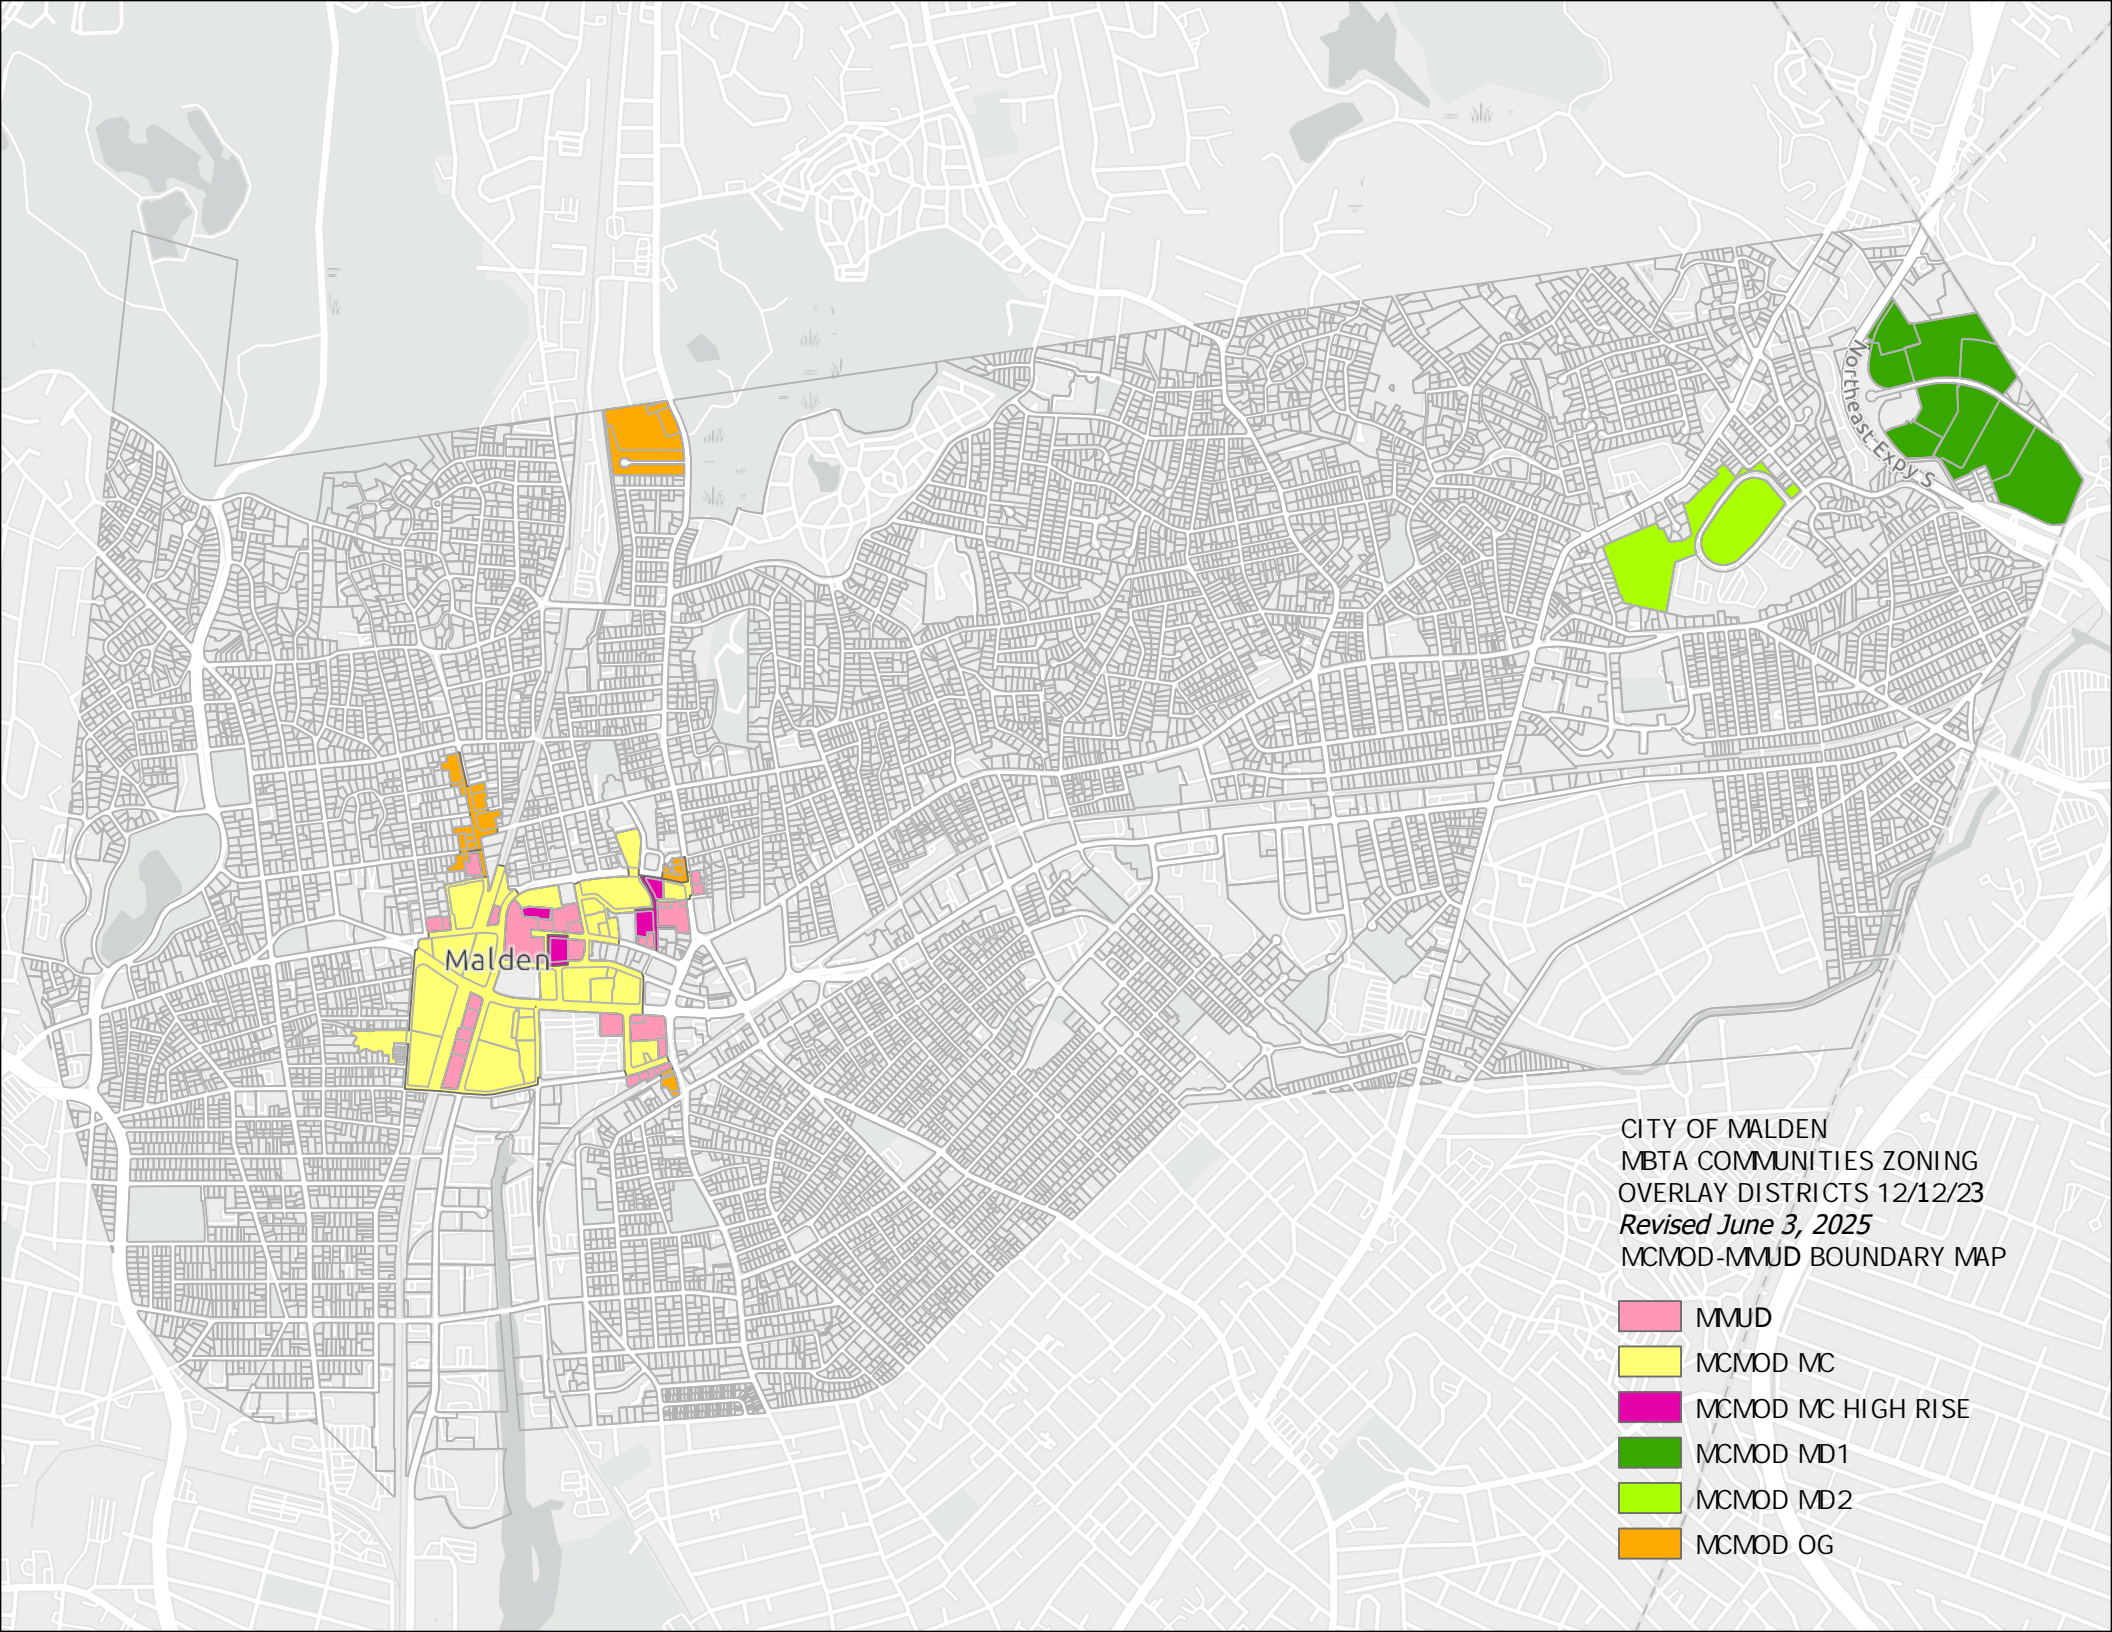 Northeast Expy S
Malden
CITY OF MALDEN
MBTA COMMUNITIES ZONING
OVERLAY DISTRICTS 12/12/23
Revised June 3, 2025
MCMOD-MMUD BOUNDARY MAP
MMUD
MCMOD MC
MCMOD MC HIGH RISE
MCMOD MD1
MCMOD MD2
MCMOD OG